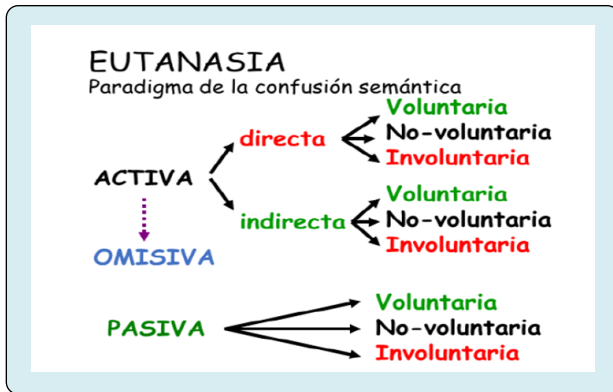 EUTANASIA
Paradigma de la confusión semántica
ACTIVA
directa
Voluntaria
No-voluntaria
Involuntaria
indirecta
Voluntaria
No-voluntaria
Involuntaria
OMISIVA
PASIVA
Voluntaria
No-voluntaria
Involuntaria